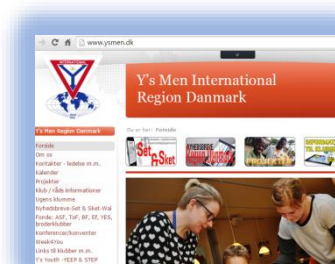 www.ysmen.dk
INTERNATIONAL
Y's Men International
Region Danmark
Y's Men Region Danmark
Du er her: Forside
Forside
Om os
Kontakter - ledelse m.m.
Kalender
Projekter
Klub / råds informationer
Ugens klumme
Nyhedsbreve-Set & Sket-Wai
Fonde: ASF, ToF, BF, EF, YES,
broderklubber
Konferencer/konventer
Week4You
Links til klubber m.m.
Y's Youth -YEEP & STEP
Set & Sket
PROJEKTER